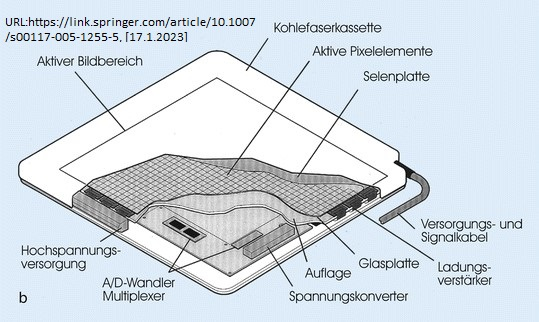 URL:https://link.springer.com/article/10.1007
/s00117-005-1255-5, [17.1.2023]
Kohlefaserkassette
Aktive Pixelelemente
Aktiver Bildbereich
Selenplatte
Versorgungs- und
Signalkabel
Hochspannungs-
versorgung
Glasplatte
Ladungs-
verstärker
Auflage
A/D-Wandler
Multiplexer
Spannungskonverter
b